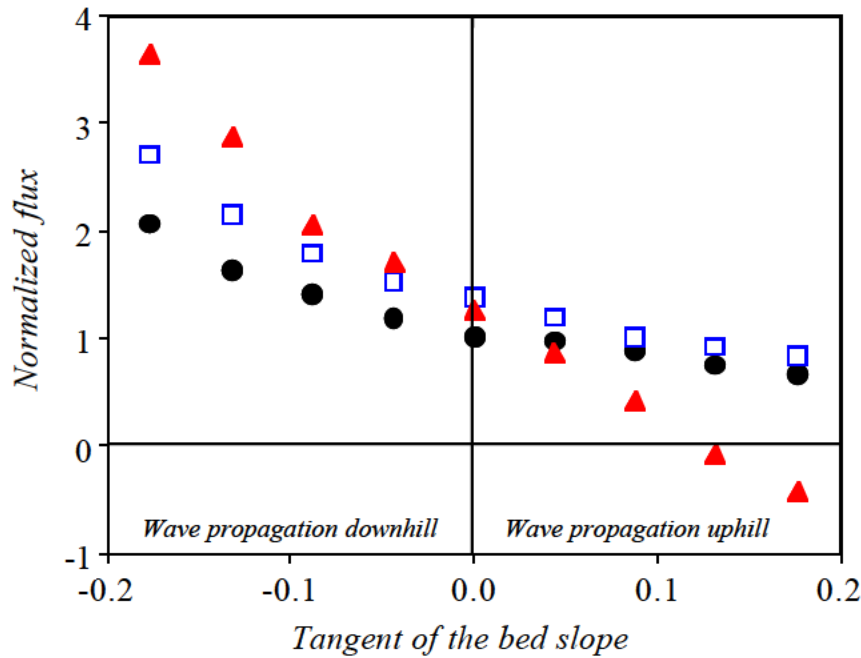 4
3
2
1
0
-1
Normalized flux
Wave propagation downhill
Wave propagation uphill
-0.2
-0.1
0.0
0.1
0.2
Tangent of the bed slope